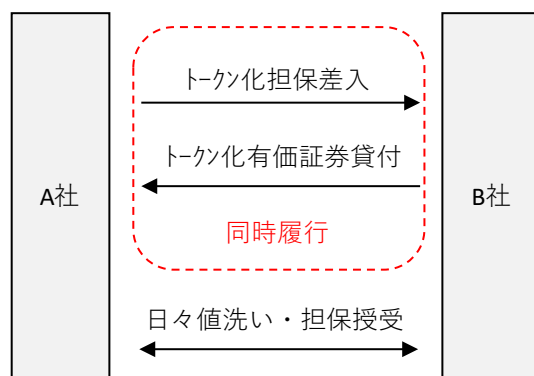 ﾄｰｸﾝ化担保差入
ﾄｰｸﾝ化有価証券貸付
A社
B社
同時履行
日々値洗い・担保授受